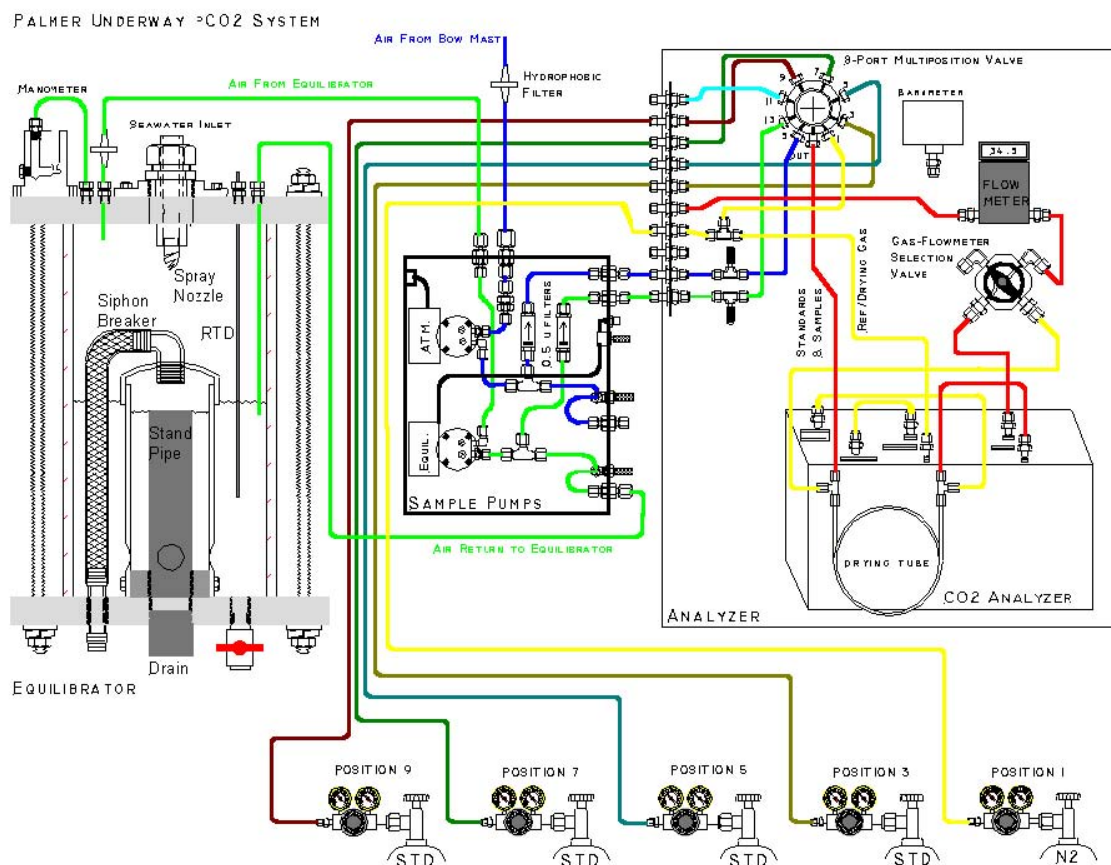 PALMER UNDERWAY PCO2 SYSTEM
AIR FROM BOW MAST
AIR FROM EQUILIBRATOR
HYDROPHOBIC
FILTER
MANOMETER
SEAWATER INLET
9-PORT MULTIPOSITION VALVE
BAROMETER
9
7
11
13
OUT
34.5
FLOW
METER
GAS-FLOWMETER
SELECTION
VALVE
Spray
Nozzle
Siphon
Breaker
RTD
ATM.
0.5 u FILTERS
STANDARDS
& SAMPLES
REF/DRYING GAS
Stand
Pipe
EQUIL.
SAMPLE PUMPS
AIR RETURN TO EQUILIBRATOR
DRYING TUBE
CO2 ANALYZER
ANALYZER
Drain
EQUILIBRATOR
POSITION 9
POSITION 7
POSITION 5
POSITION 3
POSITION 1
STD
STD
STD
STD
N2